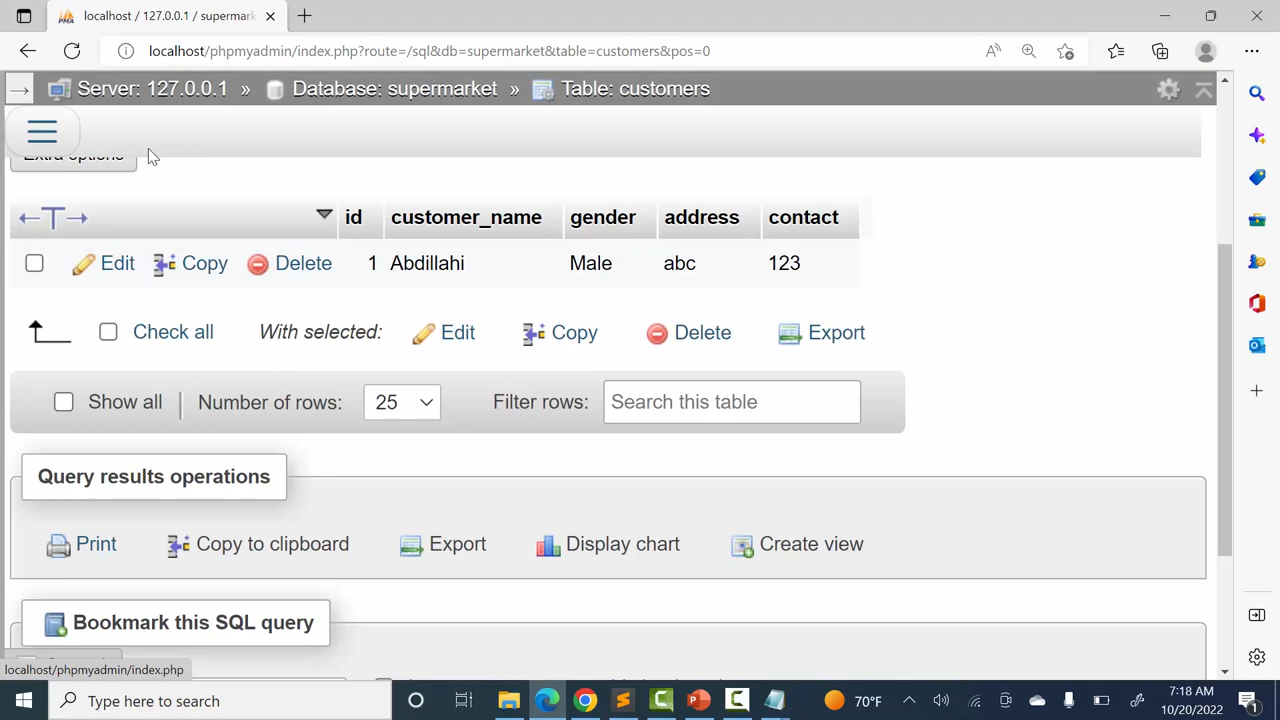 localhost / 127.0.0.1 / supermark
localhost/phpmyadmin/index.php?route=/sql&db=supermarket&table=customers&pos=0
Server: 127.0.0.1 » Database: supermarket » Table: customers
Extra options
id customer_name gender address contact
Edit Copy Delete 1 Abdillahi Male abc 123
Check all With selected: Edit Copy Delete Export
Show all Number of rows: 25 Filter rows: Search this table
Query results operations
Print Copy to clipboard Export Display chart Create view
Bookmark this SQL query
localhost/phpmyadmin/index.php
Type here to search
70°F
7:18 AM
10/20/2022
1